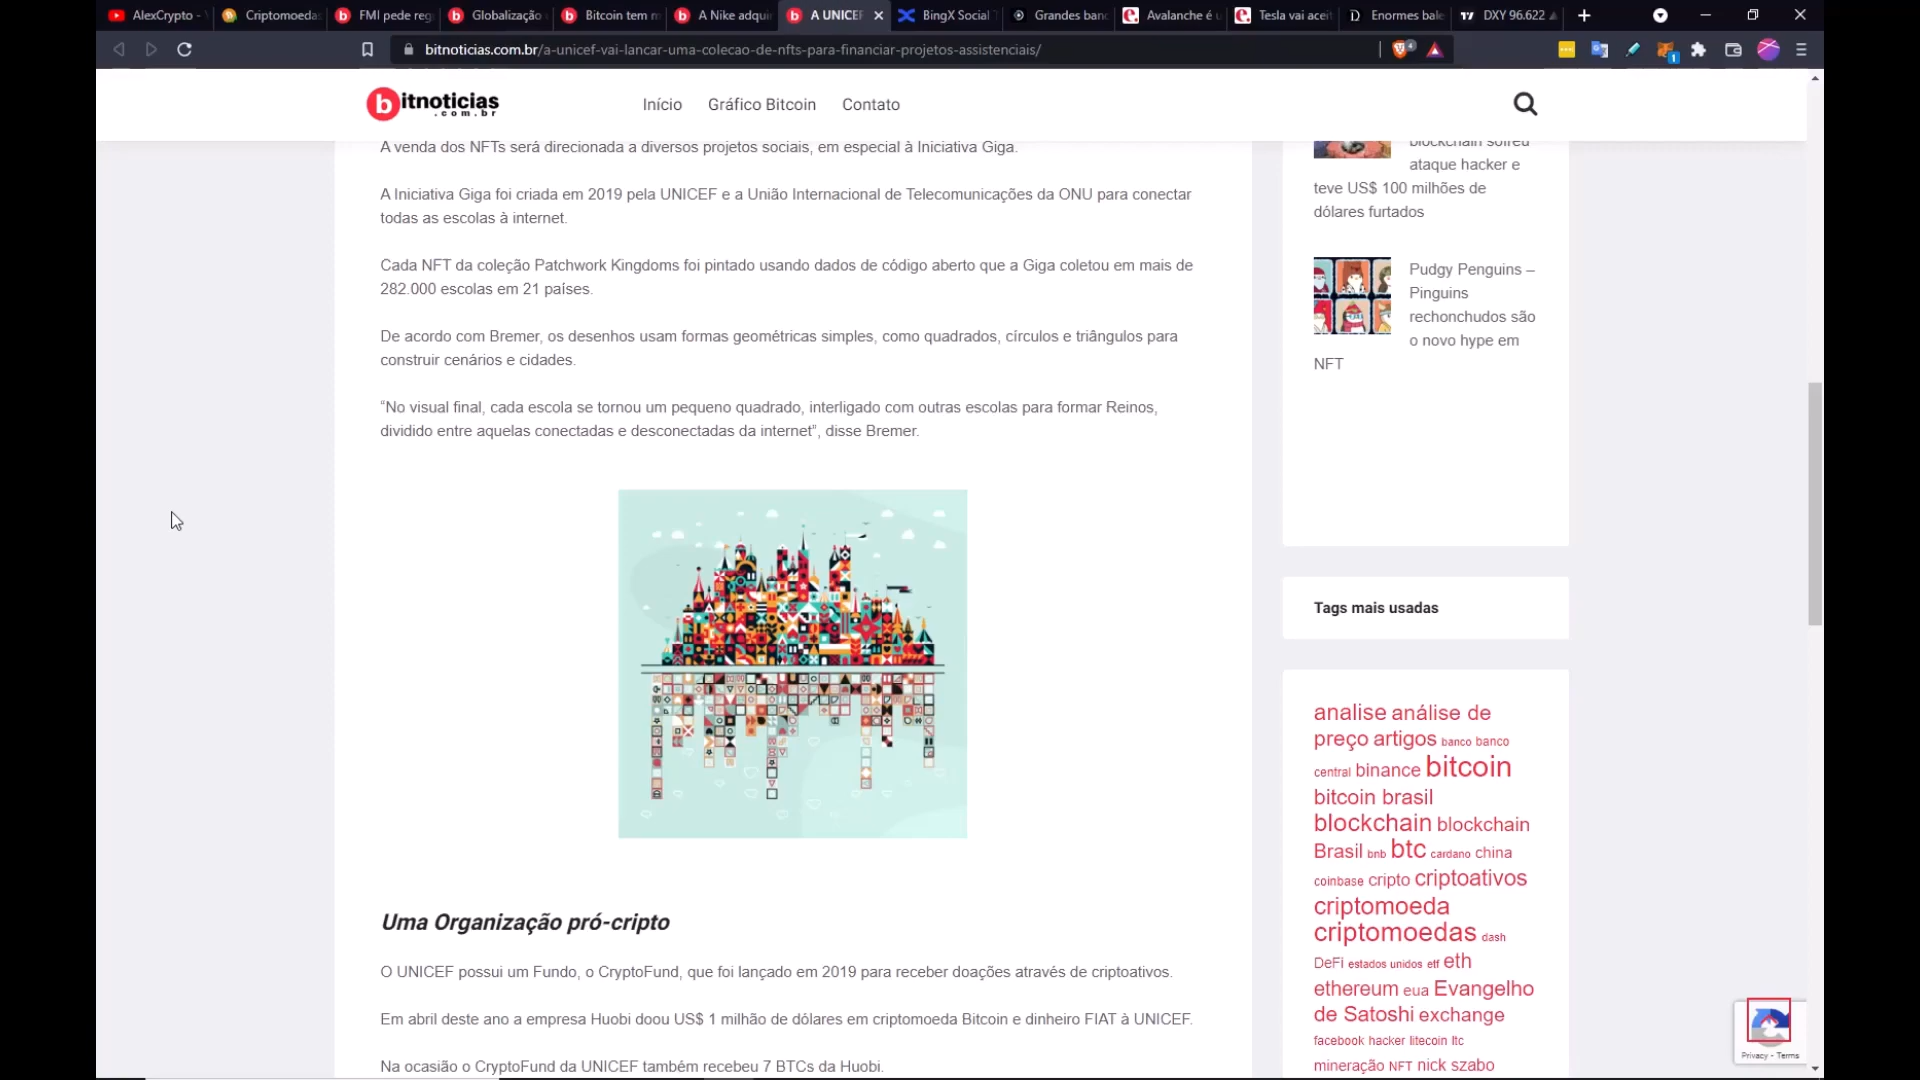 AlexCrypto -
Criptomoedas
FMI pede reg
Globalização
Bitcoin tem m
A Nike adqui
A UNICEF
BingX Social
Grandes banc
Avalanche é u
Tesla vai aceit
Enormes bale
DXY 96.622
bitnoticias.com.br/a-unicef-vai-lancar-uma-colecao-de-nfts-para-financiar-projetos-assistenciais/
bitnoticias
.com.br
Início
Gráfico Bitcoin
Contato
A venda dos NFTs será direcionada a diversos projetos sociais, em especial à Iniciativa Giga.
A Iniciativa Giga foi criada em 2019 pela UNICEF e a União Internacional de Telecomunicações da ONU para conectar
todas as escolas à internet.
Cada NFT da coleção Patchwork Kingdoms foi pintado usando dados de código aberto que a Giga coletou em mais de
282.000 escolas em 21 países.
De acordo com Bremer, os desenhos usam formas geométricas simples, como quadrados, círculos e triângulos para
construir cenários e cidades.
“No visual final, cada escola se tornou um pequeno quadrado, interligado com outras escolas para formar Reinos,
dividido entre aquelas conectadas e desconectadas da internet”, disse Bremer.
Uma Organização pró-cripto
O UNICEF possui um Fundo, o CryptoFund, que foi lançado em 2019 para receber doações através de criptoativos.
Em abril deste ano a empresa Huobi doou US$ 1 milhão de dólares em criptomoeda Bitcoin e dinheiro FIAT à UNICEF.
Na ocasião o CryptoFund da UNICEF também recebeu 7 BTCs da Huobi.
blockchain sofreu
ataque hacker e
teve US$ 100 milhões de
dólares furtados
Pudgy Penguins –
Pinguins
rechonchudos são
o novo hype em
NFT
Tags mais usadas
analise análise de
preço artigos banco banco
central binance bitcoin
bitcoin brasil
blockchain blockchain
Brasil bnb btc cardano china
coinbase cripto criptoativos
criptomoeda
criptomoedas dash
DeFi estados unidos etf eth
ethereum eua Evangelho
de Satoshi exchange
facebook hacker litecoin ltc
mineração NFT nick szabo
Privacy - Terms